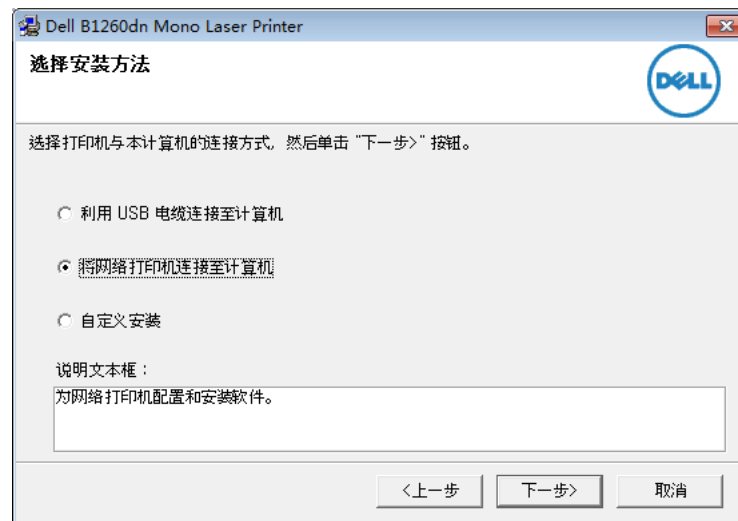 Dell B1260dn Mono Laser Printer
选择安装方法
DELL
选择打印机与本计算机的连接方式, 然后单击 "下一步>" 按钮。
利用 USB 电缆连接至计算机
将网络打印机连接至计算机
自定义安装
说明文本框：
为网络打印机配置和安装软件。
<上一步 下一步> 取消